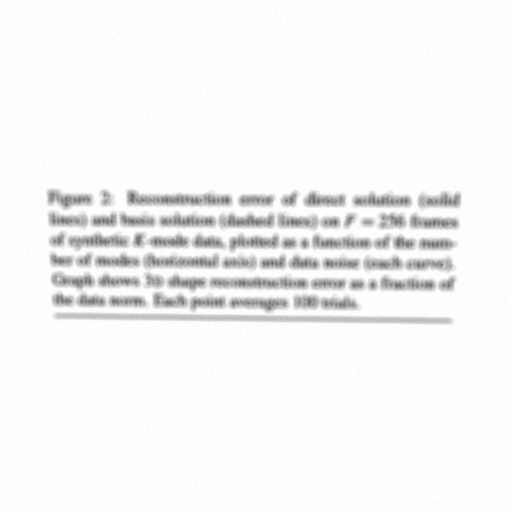 Figure 2: Reconstruction error of direct solution (solid
lines) and basis solution (dashed lines) on F = 256 frames
of synthetic K-mode data, plotted as a function of the num-
ber of modes (horizontal axis) and data noise (each curve).
Graph shows 3D shape reconstruction error as a fraction of
the data norm. Each point averages 100 trials.